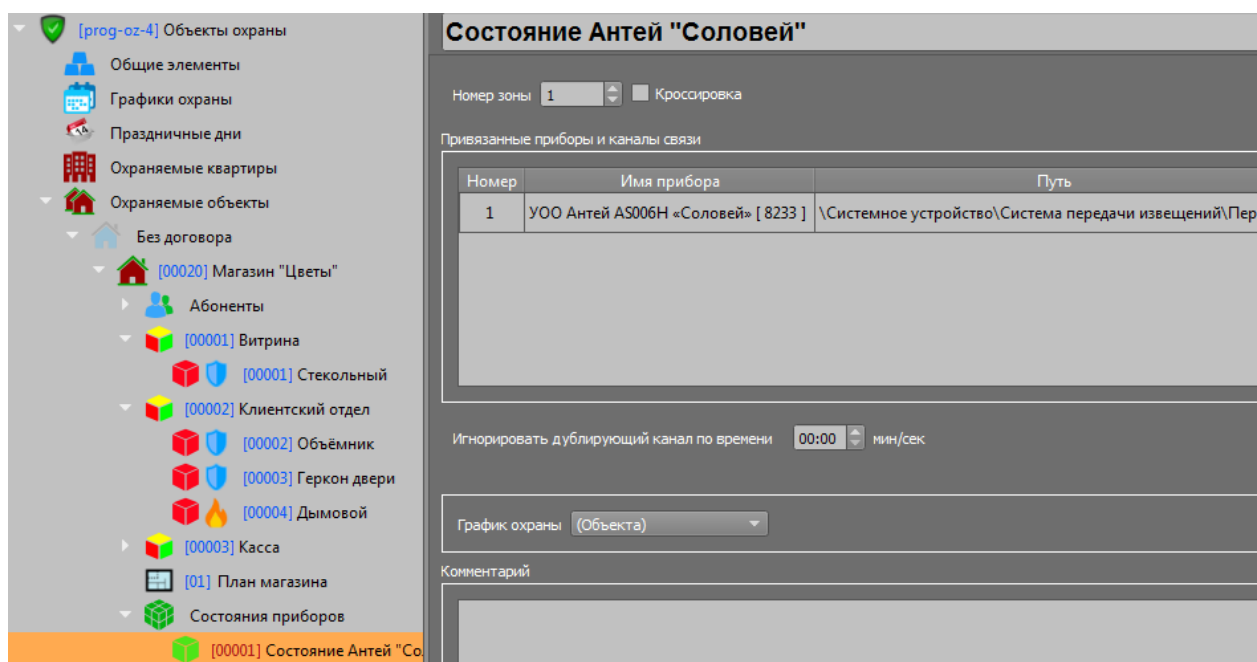 [prog-oz-4] Объекты охраны
Общие элементы
Графики охраны
Праздничные дни
Охраняемые квартиры
Охраняемые объекты
Без договора
[00020] Магазин "Цветы"
Абоненты
[00001] Витрина
[00001] Стекольный
[00002] Клиентский отдел
[00002] Объёмник
[00003] Геркон двери
[00004] Дымовой
[00003] Касса
[01] План магазина
Состояния приборов
[00001] Состояние Антей "Со
Состояние Антей "Соловей"
Номер зоны 1 Кроссировка
Привязанные приборы и каналы связи
Номер Имя прибора Путь
1 УОО Антей AS006H «Соловей» [ 8233 ] \Системное устройство\Система передачи извещений\Пер
Игнорировать дублирующий канал по времени 00:00 мин/сек
График охраны (Объекта)
Комментарий